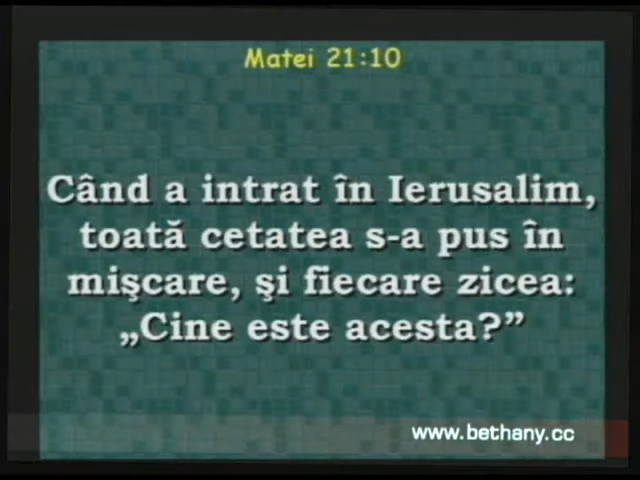 Matei 21:10
Când a intrat în Ierusalim,
toată cetatea s-a pus în
mişcare, şi fiecare zicea:
„Cine este acesta?”
www.bethany.cc